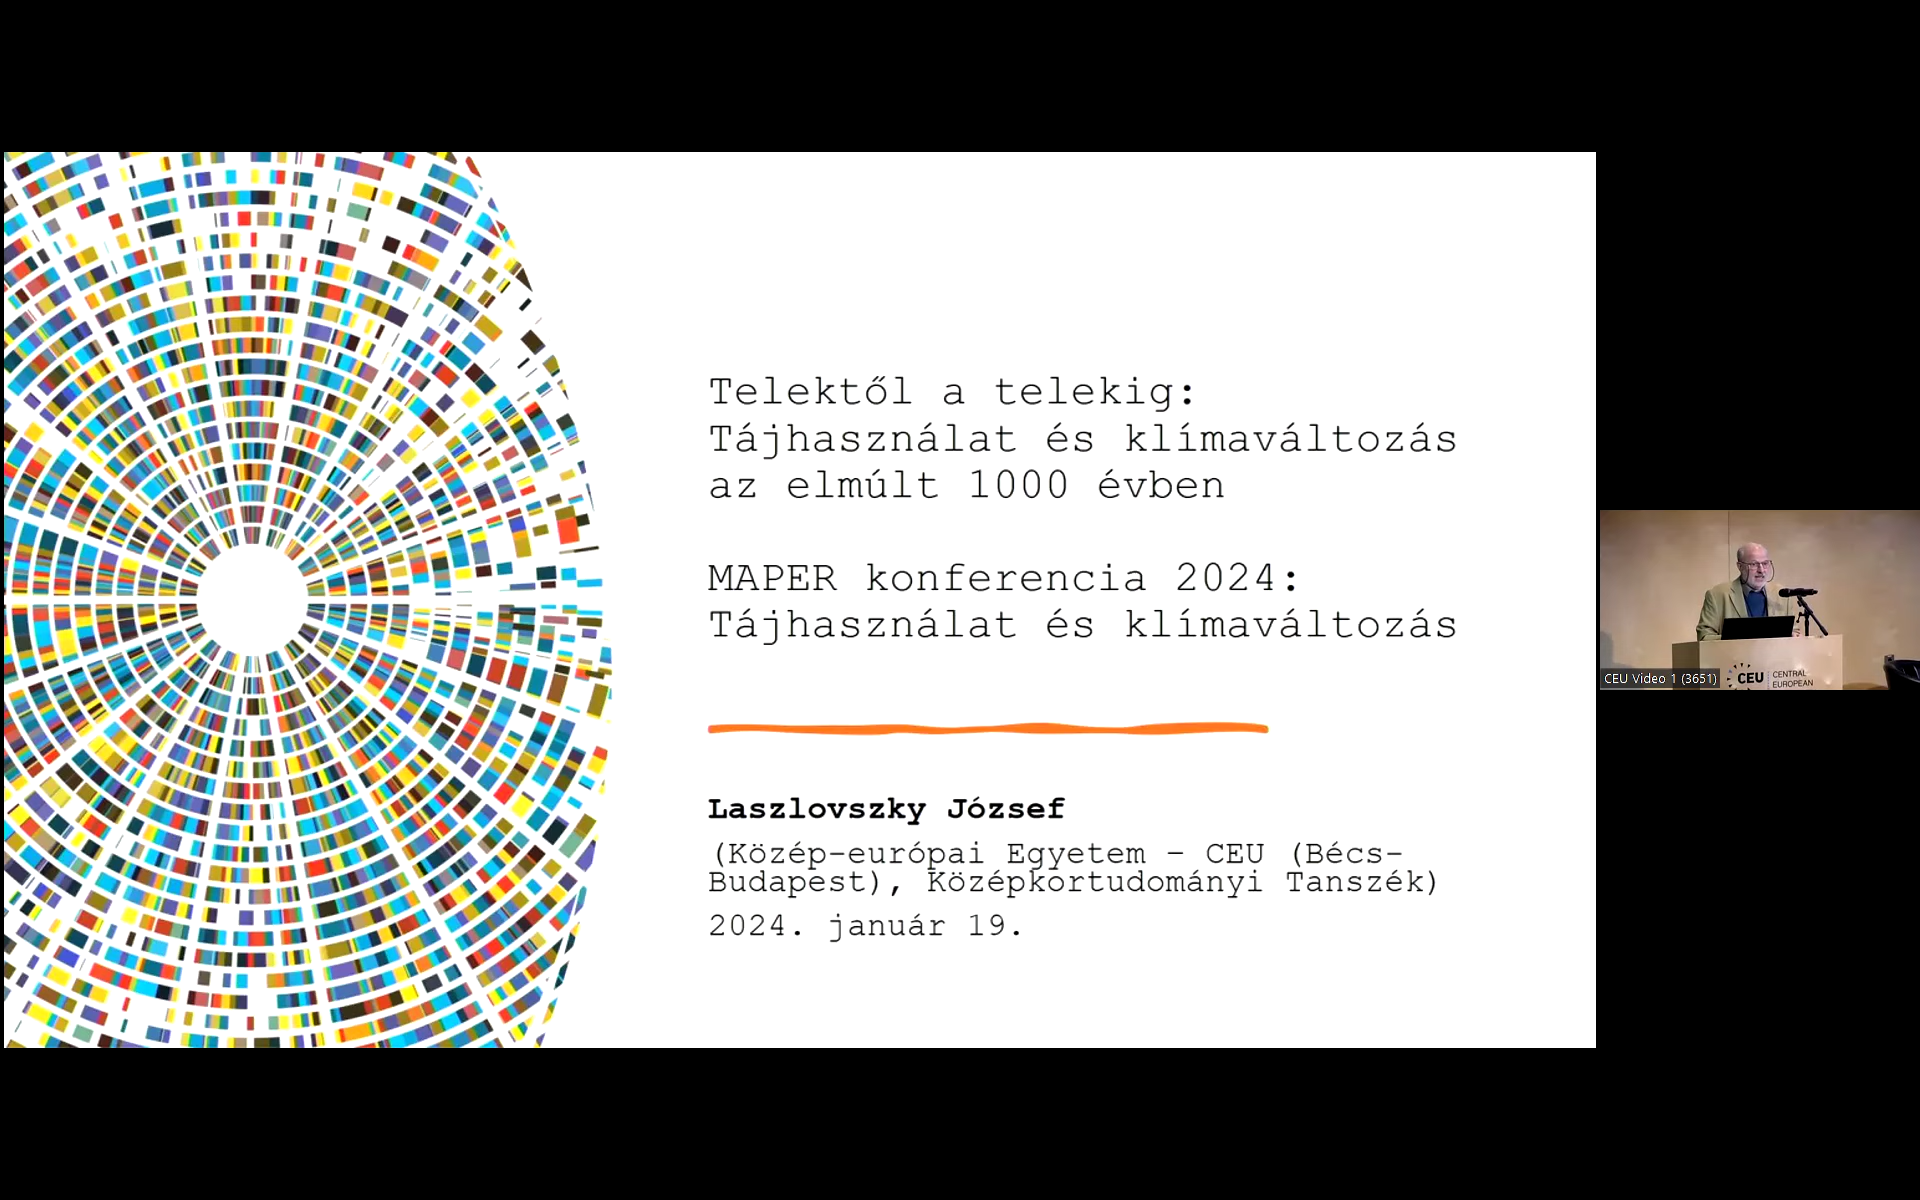 Telektől a telekig:
Tájhasználat és klímaváltozás
az elmúlt 1000 évben
MAPER konferencia 2024:
Tájhasználat és klímaváltozás
Laszlovszky József
(Közép-európai Egyetem – CEU (Bécs-
Budapest), Középkortudományi Tanszék)
2024. január 19.
CEU Video 1 (3651)
CEU
CENTRAL
EUROPEAN